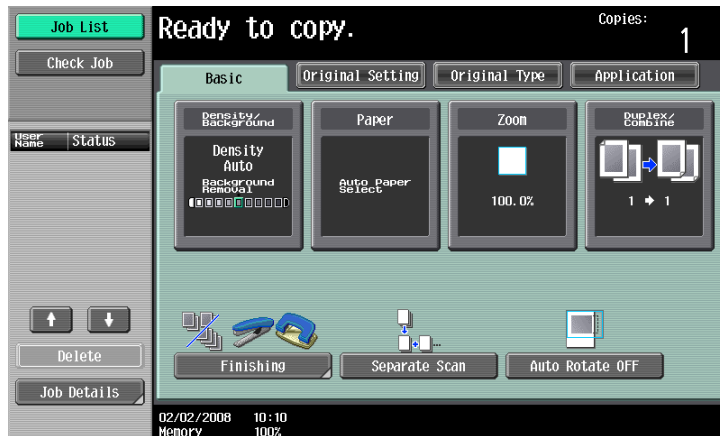 Job List
Ready to copy.
Copies:
1
Check Job
Basic
Original Setting
Original Type
Application
User
Name
Status
Density/
Background
Paper
Zoom
Duplex/
Combine
Density
Auto
Background
Removal
Auto Paper
Select
100.0%
1 → 1
Delete
Finishing
Separate Scan
Auto Rotate OFF
Job Details
02/02/2008 10:10
Memory 100%